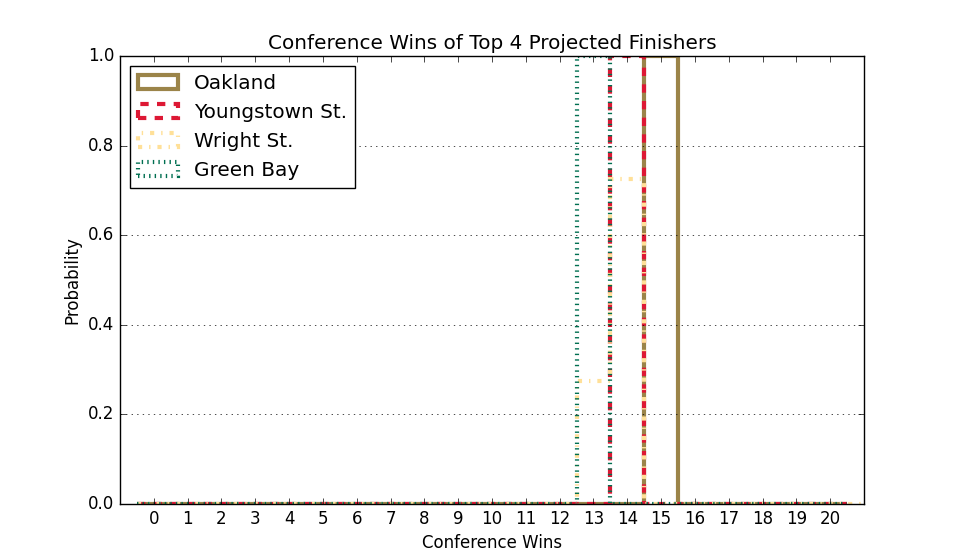 Conference Wins of Top 4 Projected Finishers
1.0
0.8
0.6
0.4
0.2
0.0
Probability
Oakland
Youngstown St.
Wright St.
Green Bay
0 1 2 3 4 5 6 7 8 9 10 11 12 13 14 15 16 17 18 19 20
Conference Wins